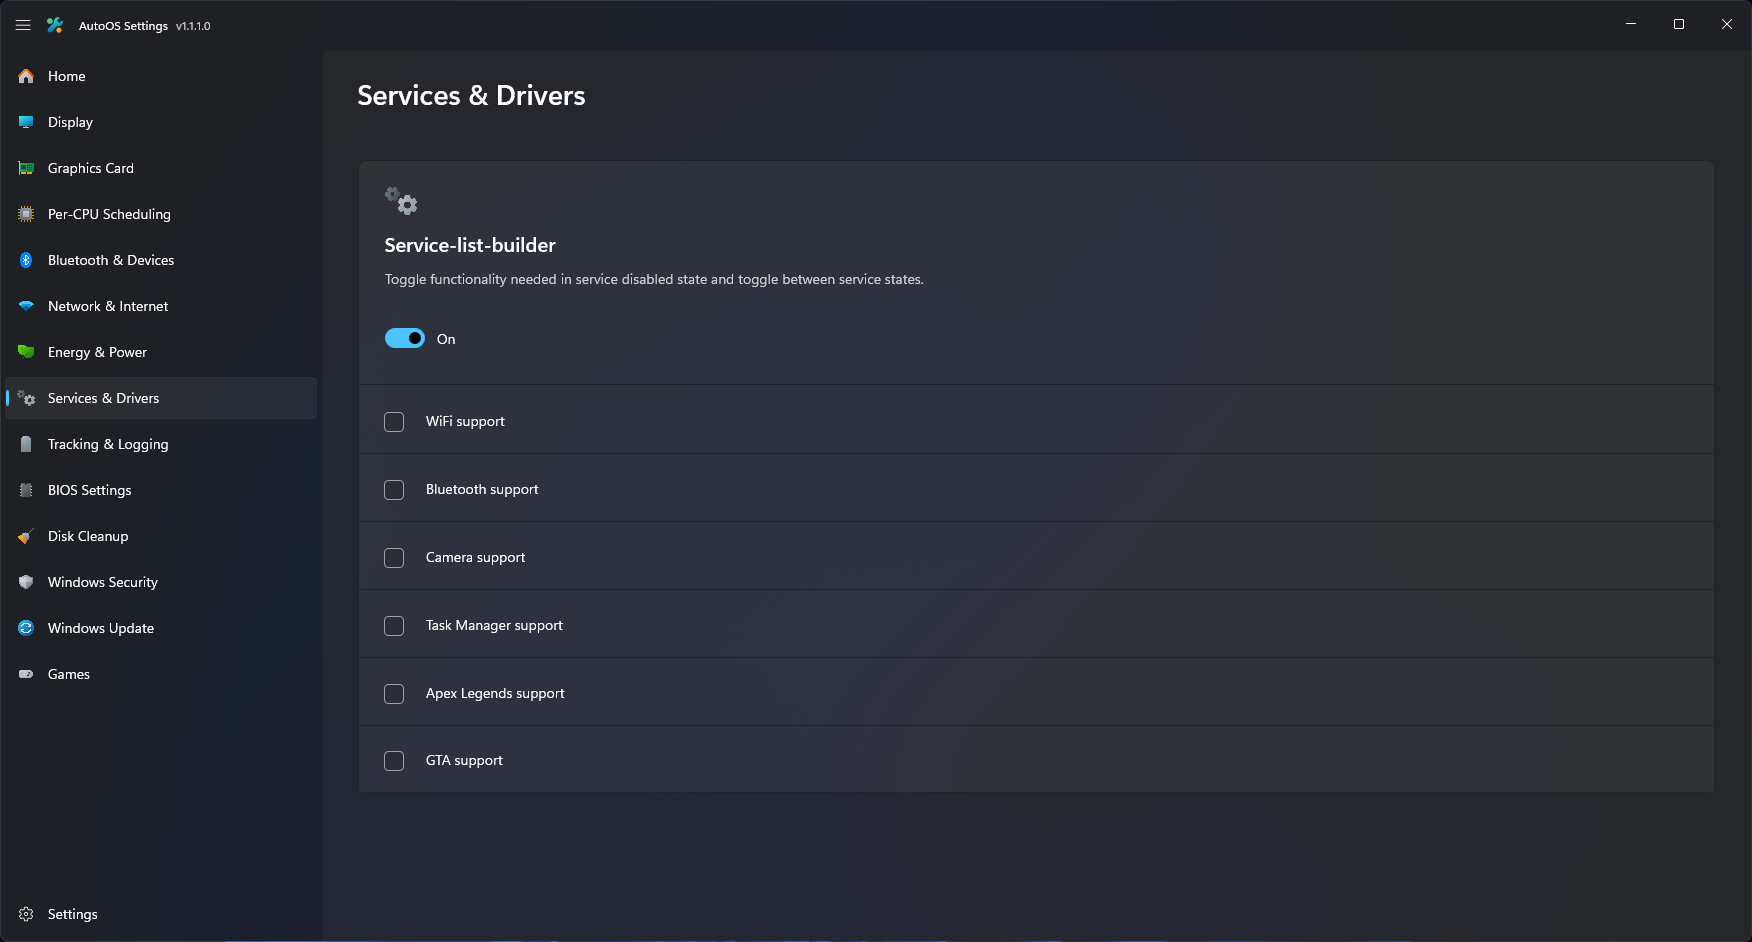 AutoOS Settings v1.1.1.0
Home
Display
Graphics Card
Per-CPU Scheduling
Bluetooth & Devices
Network & Internet
Energy & Power
Services & Drivers
Tracking & Logging
BIOS Settings
Disk Cleanup
Windows Security
Windows Update
Games
Settings
Services & Drivers
Service-list-builder
Toggle functionality needed in service disabled state and toggle between service states.
On
WiFi support
Bluetooth support
Camera support
Task Manager support
Apex Legends support
GTA support